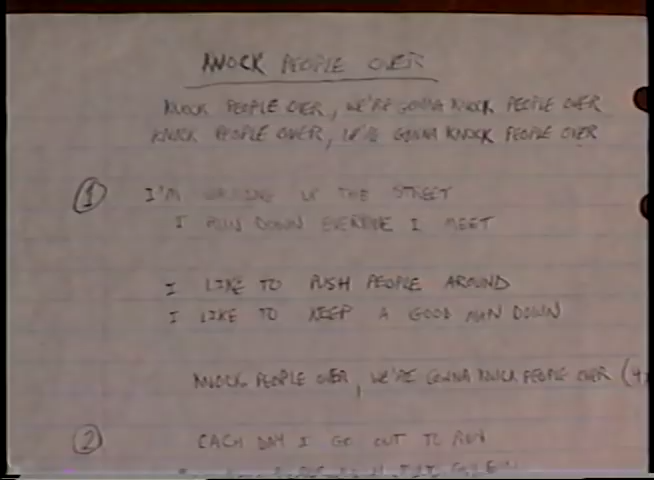 KNOCK PEOPLE OVER
KNOCK PEOPLE OVER, WE'RE GONNA KNOCK PEOPLE OVER
KNOCK PEOPLE OVER, WE'RE GONNA KNOCK PEOPLE OVER
1 I'M WALKING UP THE STREET
I RUN DOWN EVERYONE I MEET
I LIKE TO PUSH PEOPLE AROUND
I LIKE TO KEEP A GOOD MAN DOWN
KNOCK PEOPLE OVER, WE'RE GONNA KNOCK PEOPLE OVER (4
2 EACH DAY I GO OUT TO RUN